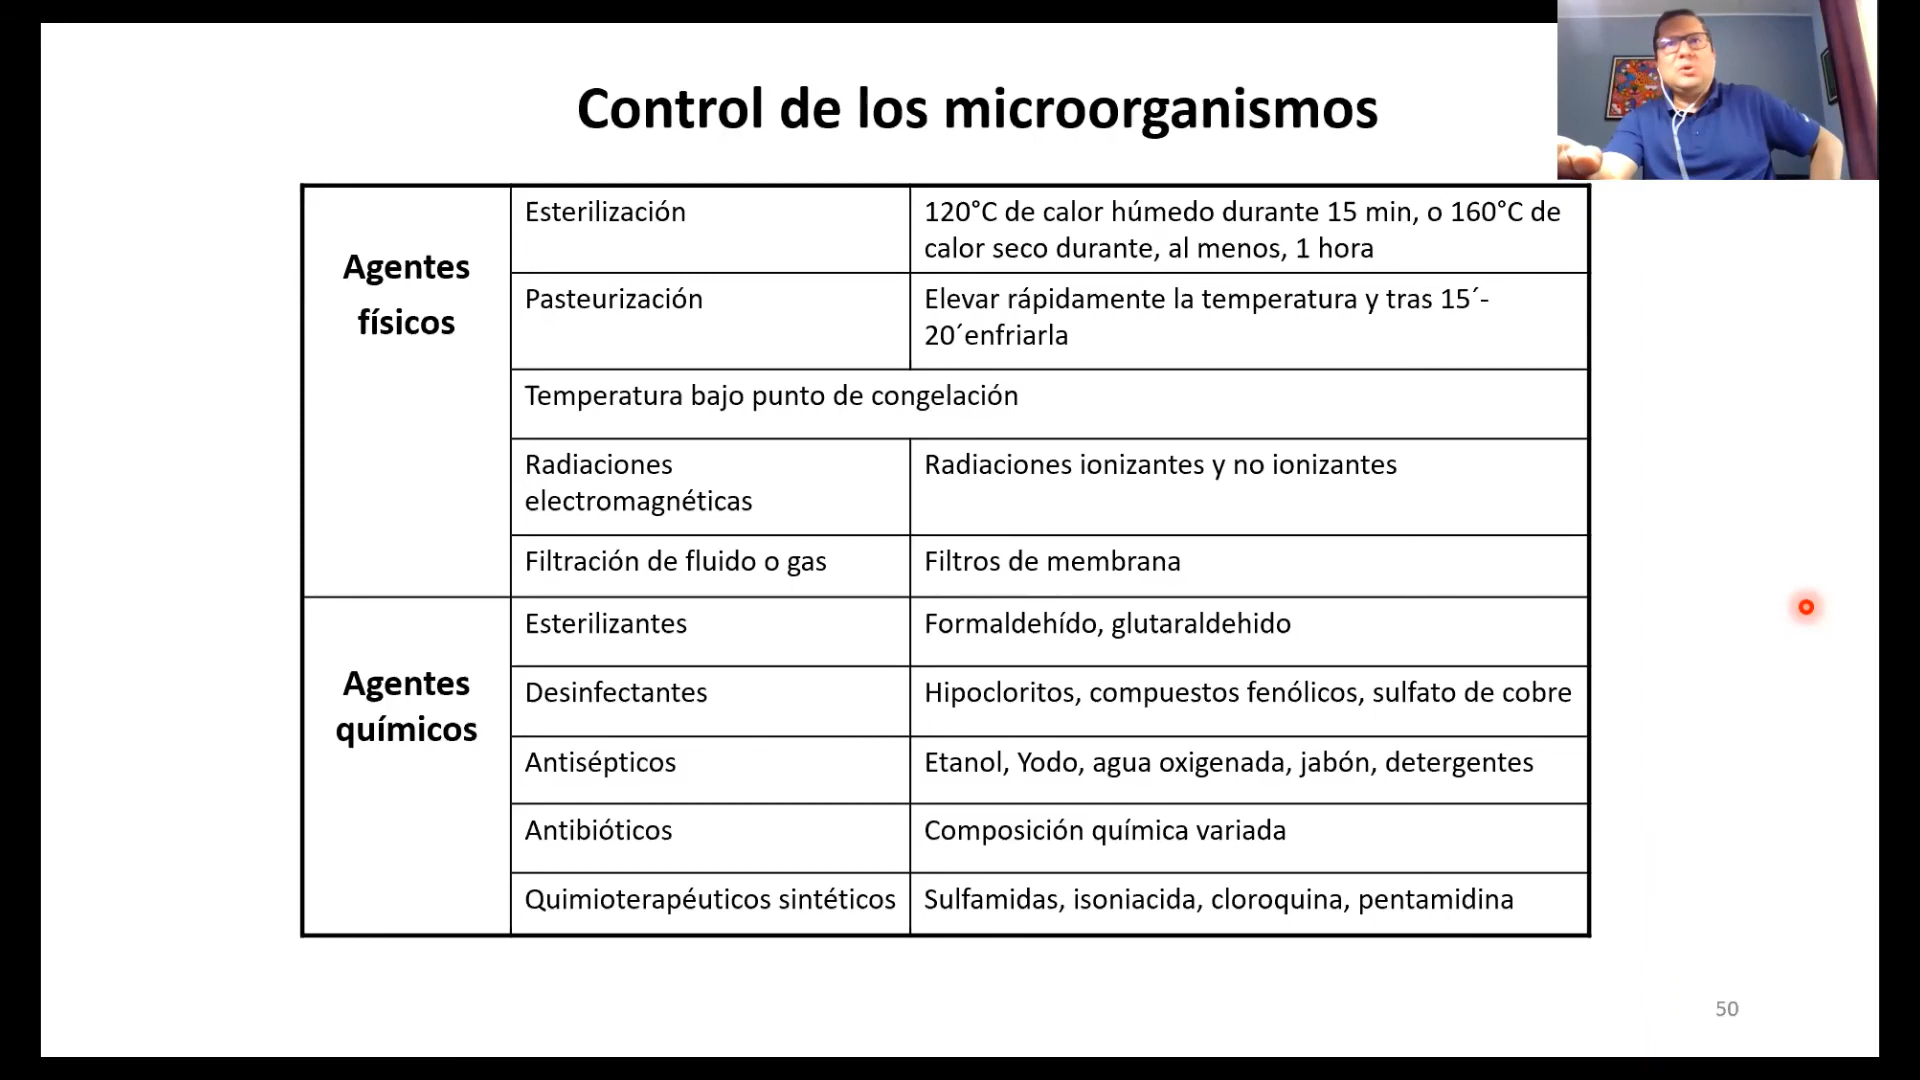 Control de los microorganismos
Agentes
físicos
Esterilización
120°C de calor húmedo durante 15 min, o 160°C de
calor seco durante, al menos, 1 hora
Pasteurización
Elevar rápidamente la temperatura y tras 15´-
20´enfriarla
Temperatura bajo punto de congelación
Radiaciones
electromagnéticas
Radiaciones ionizantes y no ionizantes
Filtración de fluido o gas
Filtros de membrana
Agentes
químicos
Esterilizantes
Formaldehído, glutaraldehido
Desinfectantes
Hipocloritos, compuestos fenólicos, sulfato de cobre
Antisépticos
Etanol, Yodo, agua oxigenada, jabón, detergentes
Antibióticos
Composición química variada
Quimioterapéuticos sintéticos
Sulfamidas, isoniacida, cloroquina, pentamidina
50